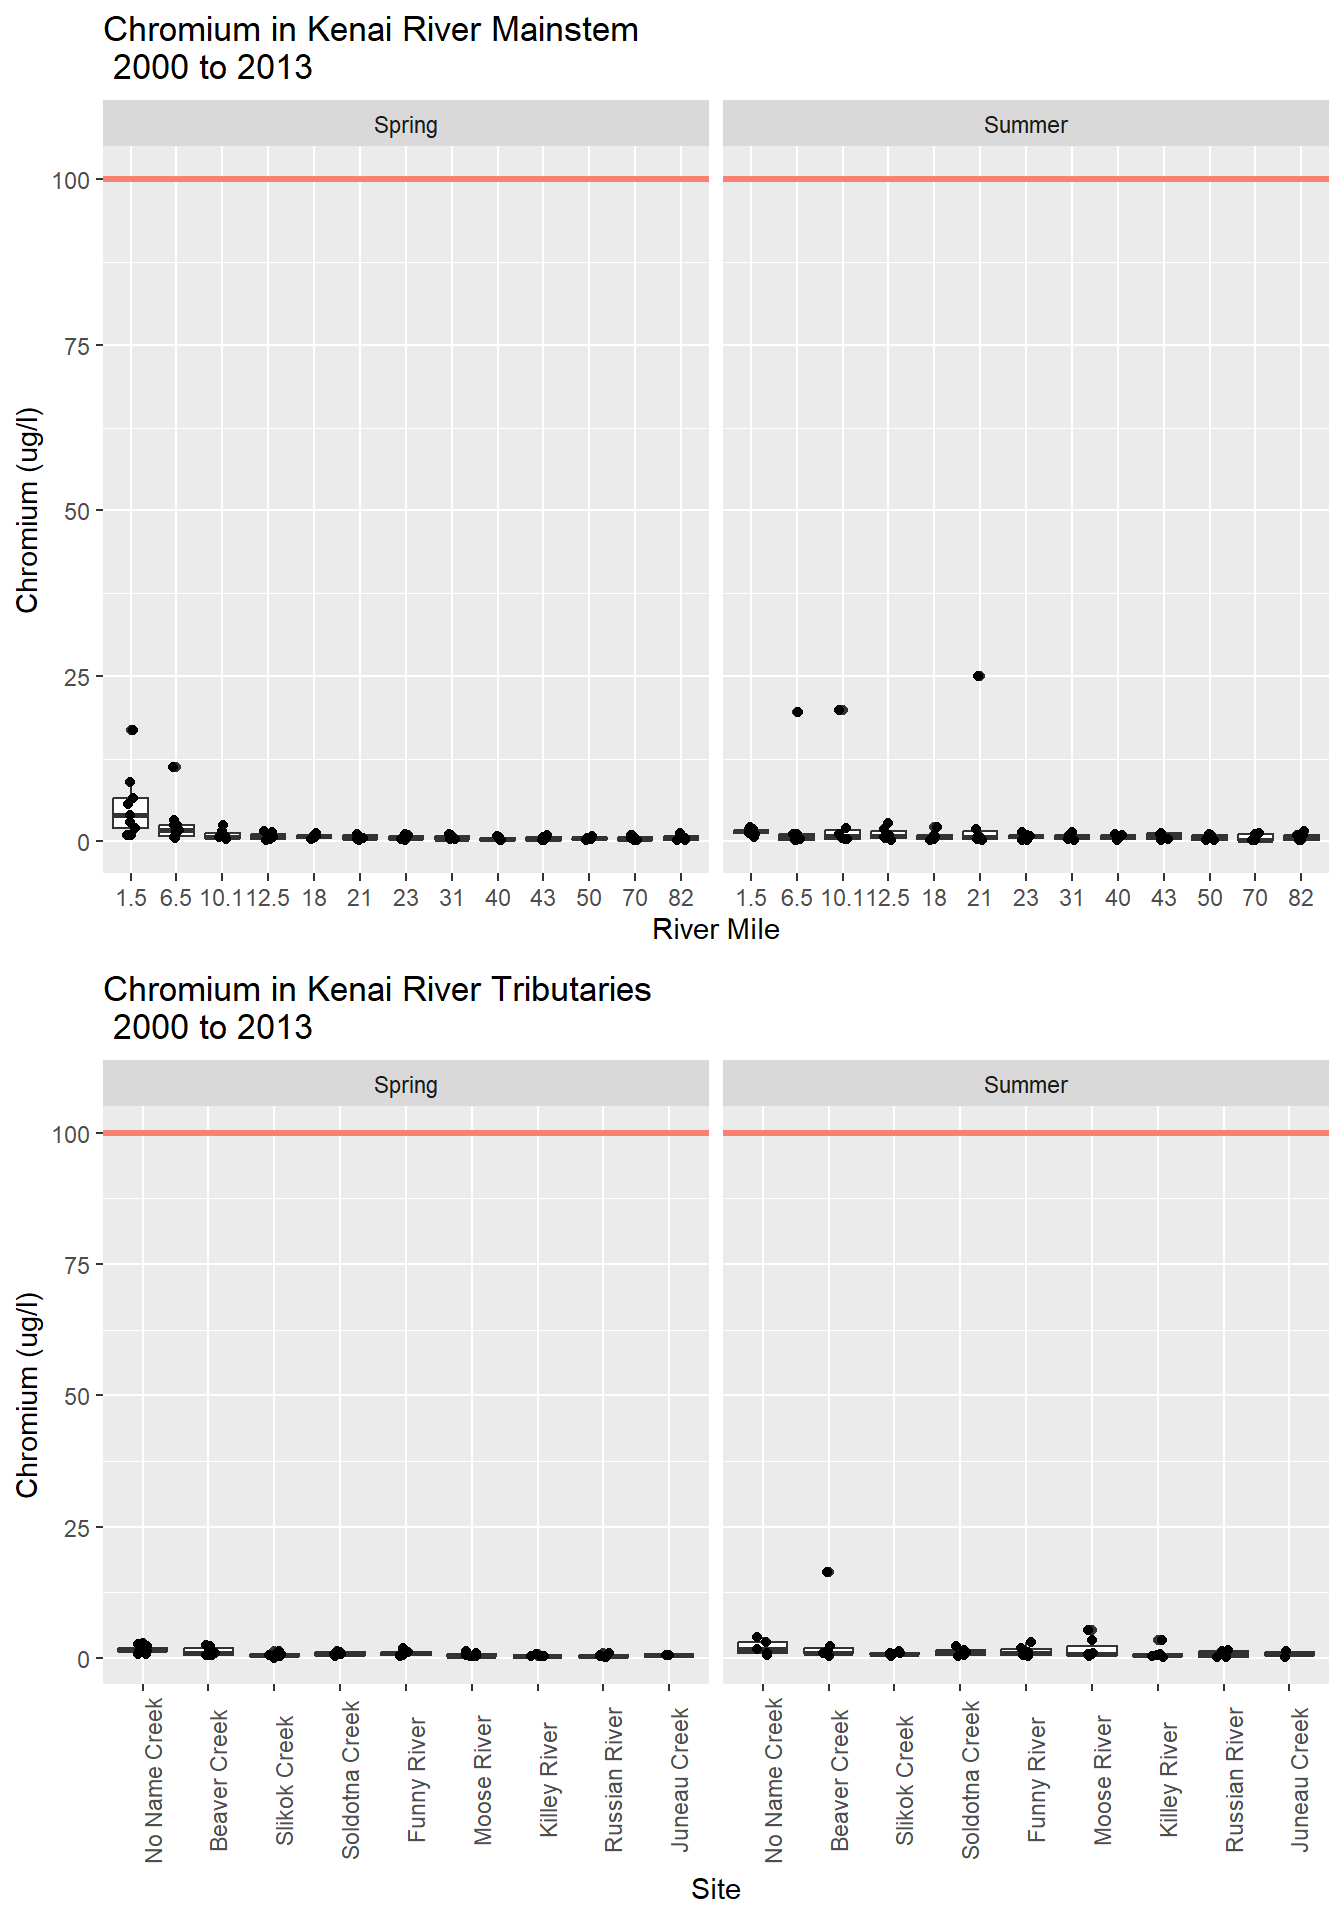 Chromium in Kenai River Mainstem
2000 to 2013
Spring
Summer
Chromium (ug/l)
100
75
50
25
0
1.5 6.5 10.1 12.5 18 21 23 31 40 43 50 70 82
1.5 6.5 10.1 12.5 18 21 23 31 40 43 50 70 82
River Mile
Chromium in Kenai River Tributaries
2000 to 2013
Spring
Summer
Chromium (ug/l)
100
75
50
25
0
No Name Creek
Beaver Creek
Slikok Creek
Soldotna Creek
Funny River
Moose River
Killey River
Russian River
Juneau Creek
No Name Creek
Beaver Creek
Slikok Creek
Soldotna Creek
Funny River
Moose River
Killey River
Russian River
Juneau Creek
Site